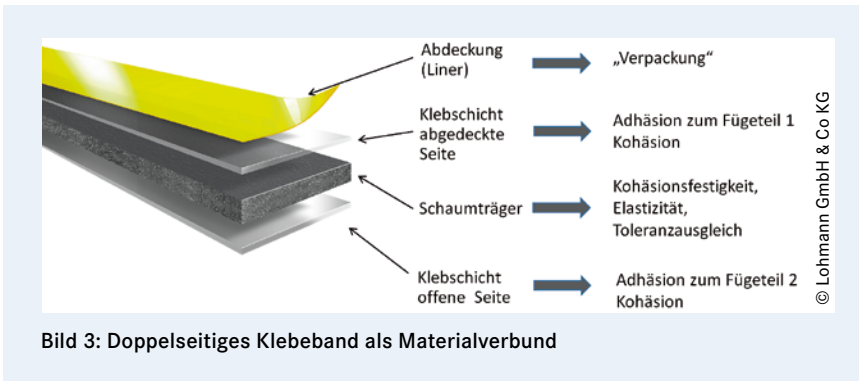 Abdeckung
(Liner)
„Verpackung“
Klebschicht
abgedeckte
Seite
Adhäsion zum Fügeteil 1
Kohäsion
Schaumträger
Kohäsionsfestigkeit,
Elastizität,
Toleranzausgleich
Klebschicht
offene Seite
Adhäsion zum Fügeteil 2
Kohäsion
© Lohmann GmbH & Co KG
Bild 3: Doppelseitiges Klebeband als Materialverbund